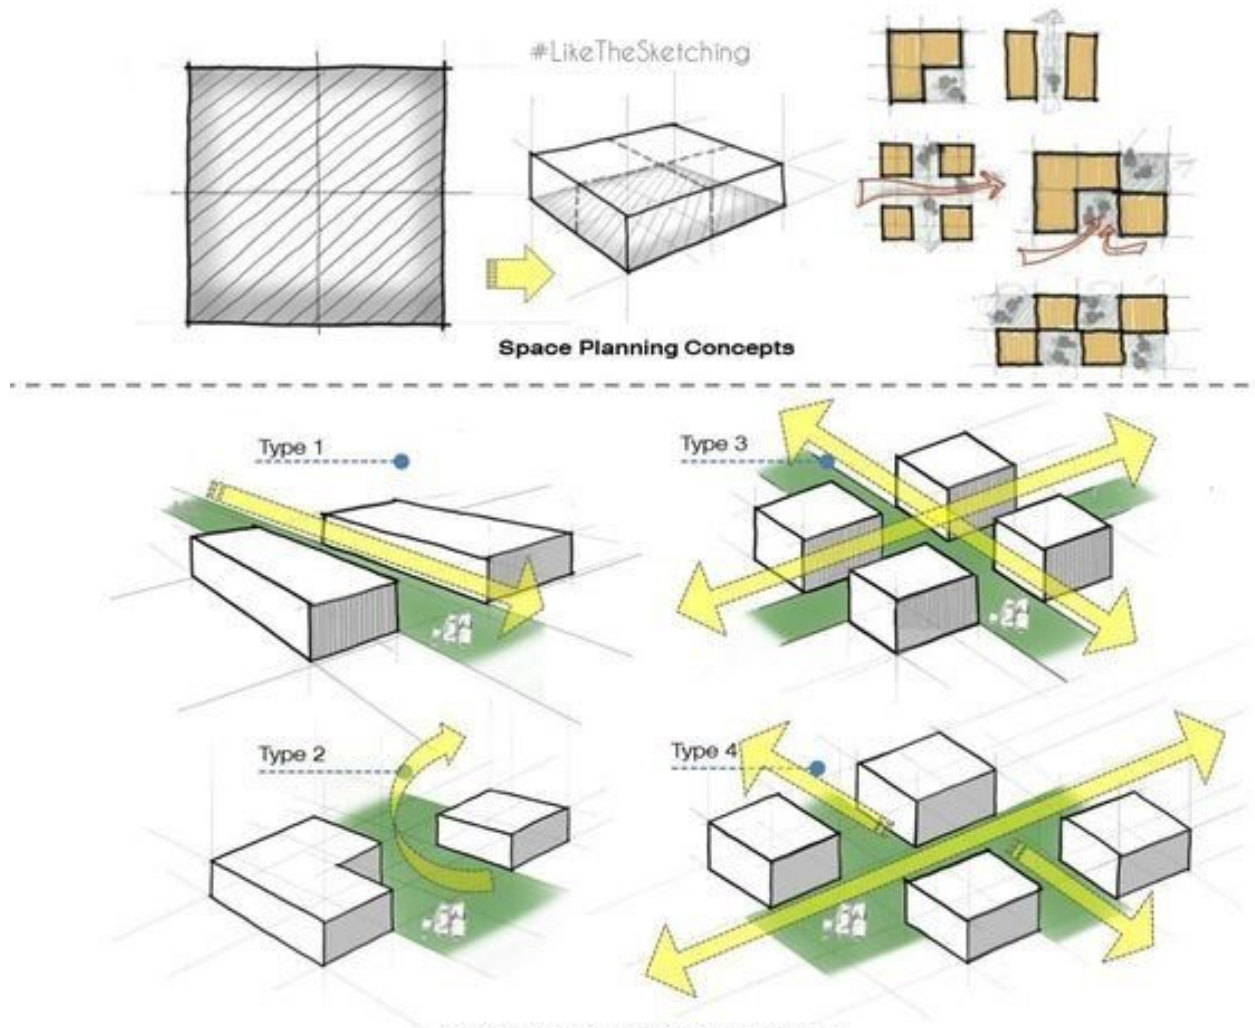 #LikeTheSketching
Space Planning Concepts
Type 1
Type 3
Type 2
Type 4